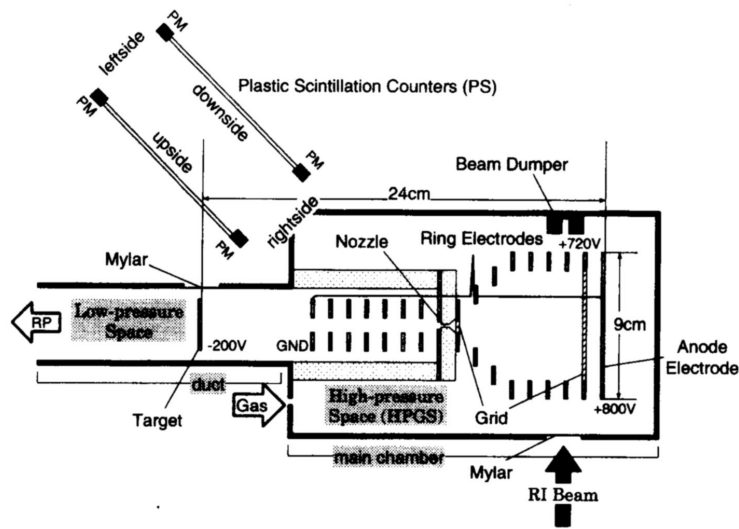 PM
leftside
Plastic Scintillation Counters (PS)
downside
PM
upside
PM
Beam Dumper
24cm
rightside
PM
+720V
Nozzle
Ring Electrodes
Mylar
Low-pressure
Space
RP
-200V
GND
9cm
Anode
Electrode
duct
Gas
High-pressure
Space (HPGS)
Grid
Target
+800V
main chamber
Mylar
RI Beam